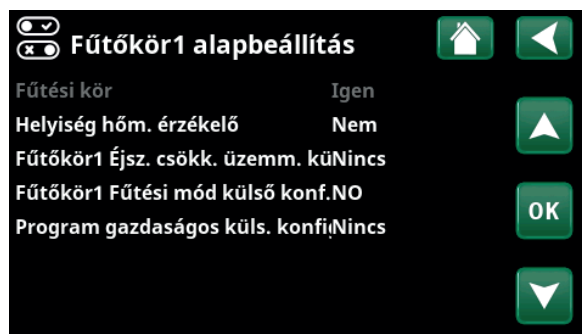 Fűtőkör1 alapbeállítás
Fűtési kör Igen
Helyiség hőm. érzékelő Nem
Fűtőkör1 Éjsz. csökk. üzemm. küNincs
Fűtőkör1 Fűtési mód külső konf.NO
Program gazdaságos küls. konfigNincs
OK